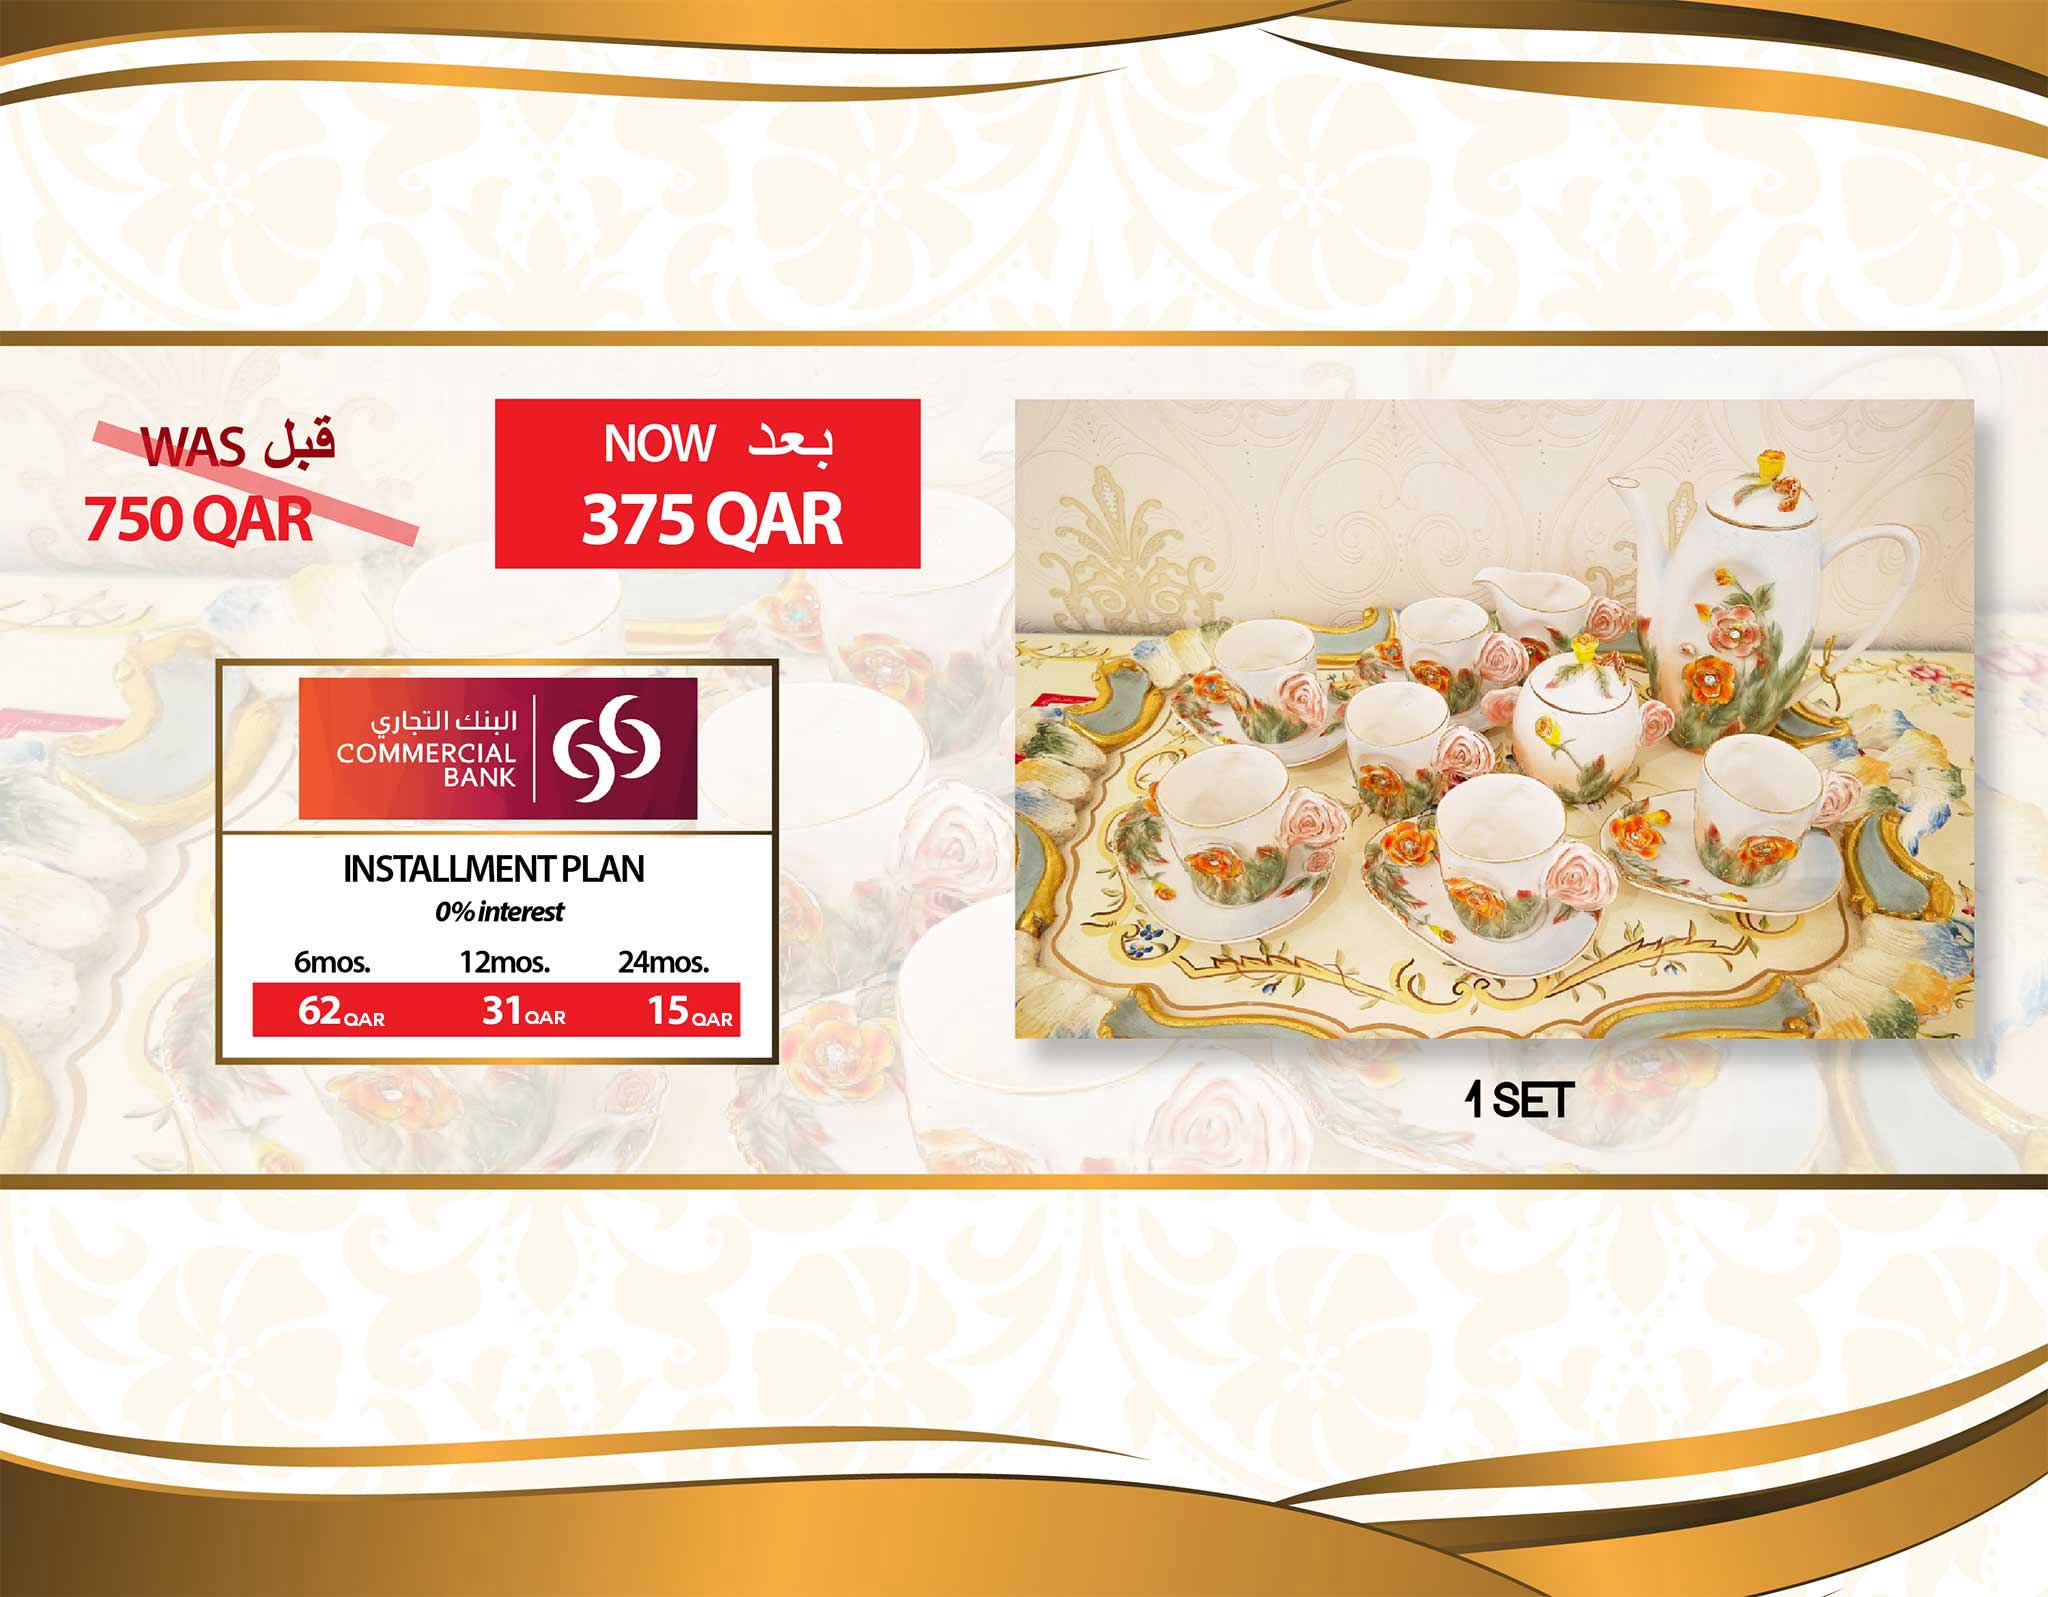 WAS قبل
750 QAR
NOW بعد
375 QAR
البنك التجاري
COMMERCIAL
BANK
INSTALLMENT PLAN
0% interest
6mos. 12mos. 24mos.
62 QAR 31 QAR 15 QAR
1 SET